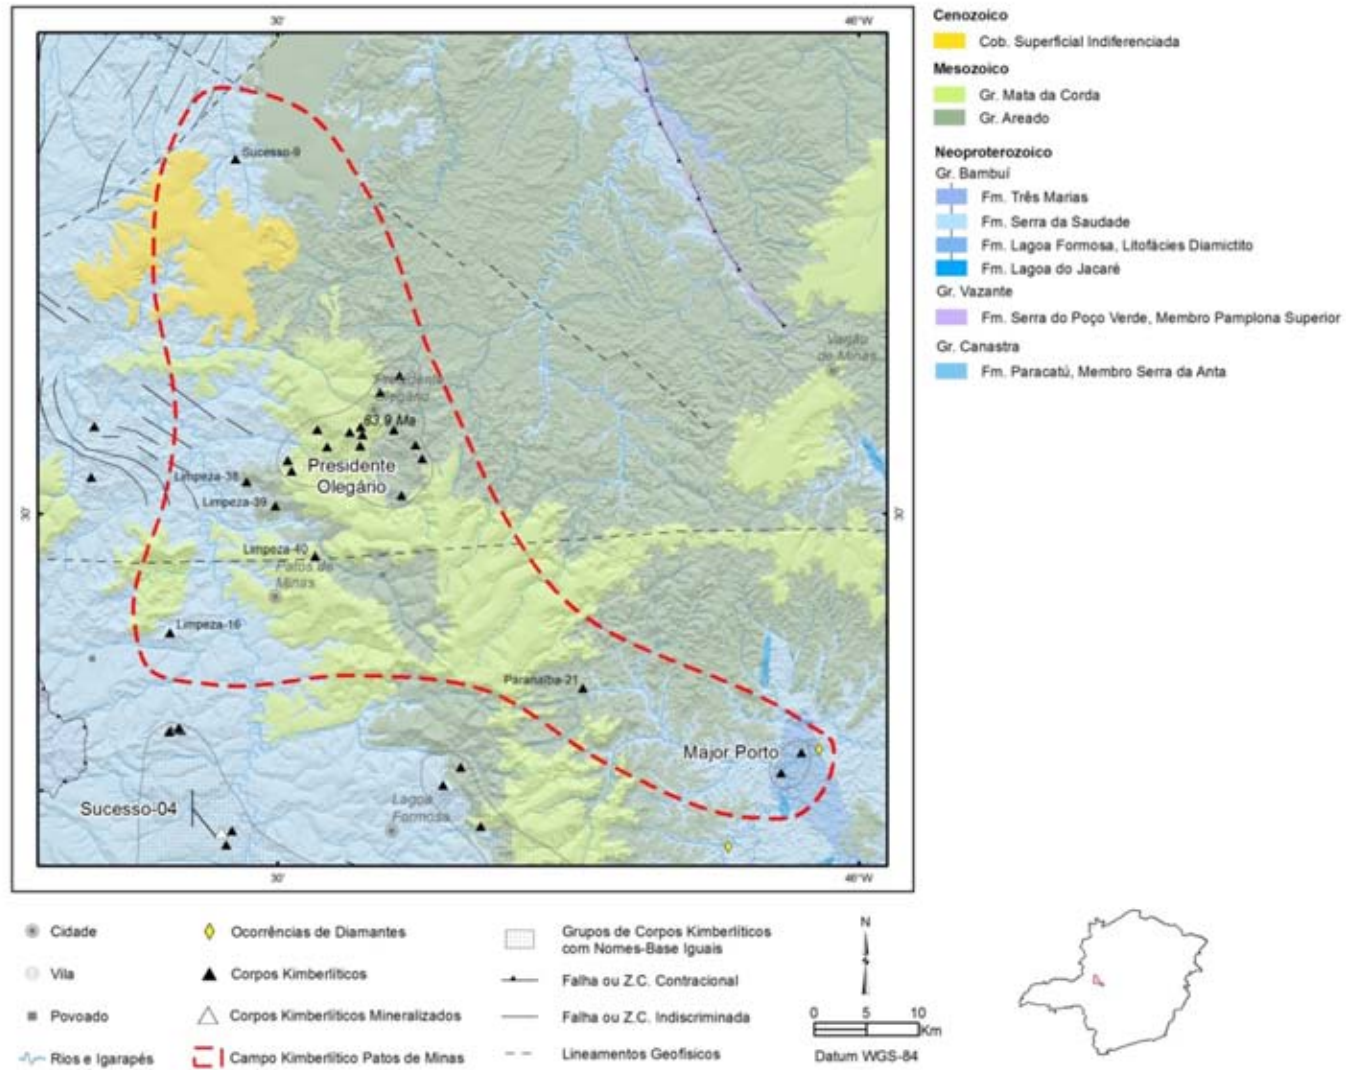 30'
46°W
Sucesso-9
Vagão
de Minas
Presidente
Olegário
83.9 Ma
Presidente
Olegário
Limpeza-38
Limpeza-39
30'
30'
Limpeza-40
Patos de
Minas
Limpeza-16
Paranaíba-21
Major Porto
Sucesso-04
Lagoa
Formosa
30'
46°W
Cenozoico
Cob. Superficial Indiferenciada
Mesozoico
Gr. Mata da Corda
Gr. Areado
Neoproterozoico
Gr. Bambuí
Fm. Três Marias
Fm. Serra da Saudade
Fm. Lagoa Formosa, Litofácies Diamictito
Fm. Lagoa do Jacaré
Gr. Vazante
Fm. Serra do Poço Verde, Membro Pamplona Superior
Gr. Canastra
Fm. Paracatú, Membro Serra da Anta
Cidade
Vila
Povoado
Rios e Igarapés
Ocorrências de Diamantes
Corpos Kimberlíticos
Corpos Kimberlíticos Mineralizados
Campo Kimberlítico Patos de Minas
Grupos de Corpos Kimberlíticos
com Nomes-Base Iguais
Falha ou Z.C. Contracional
Falha ou Z.C. Indiscriminada
Lineamentos Geofísicos
N
0 5 10
Km
Datum WGS-84